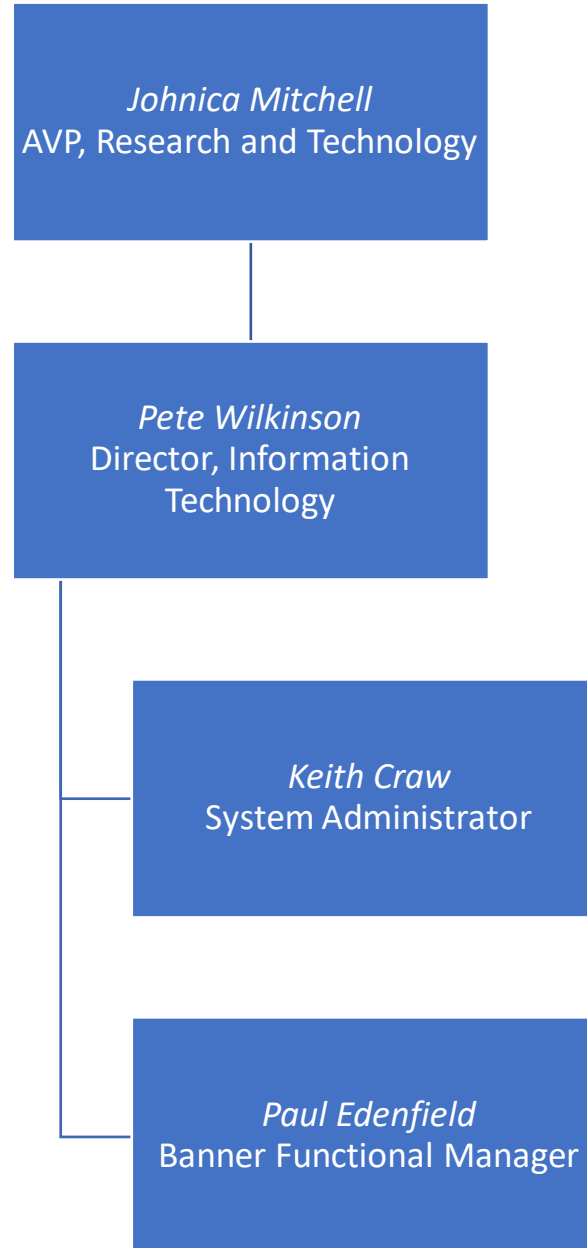 Johnica Mitchell
AVP, Research and Technology
Pete Wilkinson
Director, Information
Technology
Keith Craw
System Administrator
Paul Edenfield
Banner Functional Manager